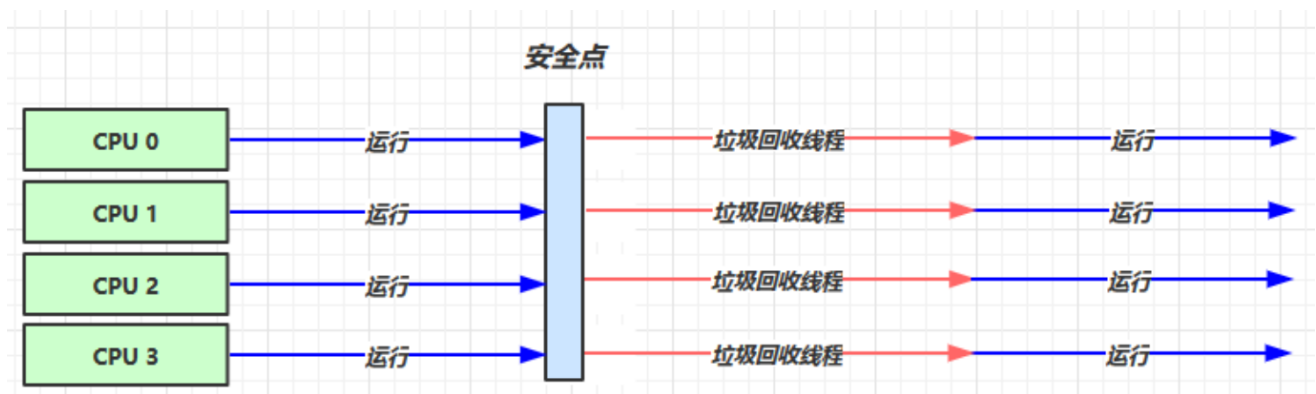 安全点
CPU 0 运行 垃圾回收线程 运行
CPU 1 运行 垃圾回收线程 运行
CPU 2 运行 垃圾回收线程 运行
CPU 3 运行 垃圾回收线程 运行